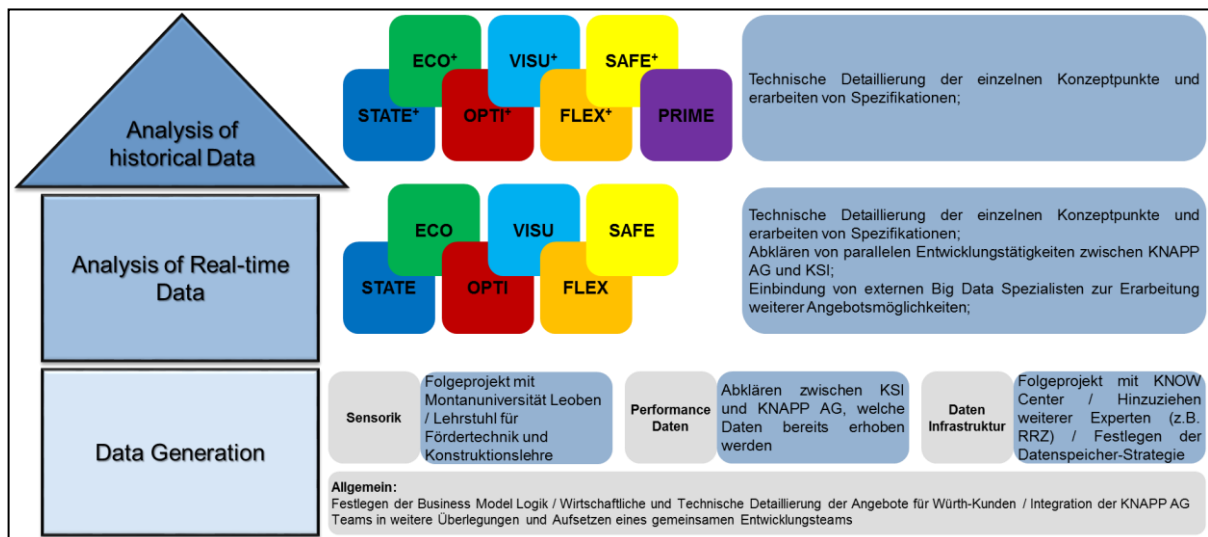 Analysis of
historical Data
ECO+
VISU+
SAFE+
STATE+
OPTI+
FLEX+
PRIME
Technische Detaillierung der einzelnen Konzeptpunkte und
erarbeiten von Spezifikationen;
Analysis of Real-time
Data
ECO
VISU
SAFE
STATE
OPTI
FLEX
Technische Detaillierung der einzelnen Konzeptpunkte und
erarbeiten von Spezifikationen;
Abklären von parallelen Entwicklungstätigkeiten zwischen KNAPP
AG und KSI;
Einbindung von externen Big Data Spezialisten zur Erarbeitung
weiterer Angebotsmöglichkeiten;
Data Generation
Sensorik
Folgeprojekt mit
Montanuniversität Leoben
/ Lehrstuhl für
Fördertechnik und
Konstruktionslehre
Performance
Daten
Abklären zwischen KSI
und KNAPP AG, welche
Daten bereits erhoben
werden
Daten
Infrastruktur
Folgeprojekt mit KNOW
Center / Hinzuziehen
weiterer Experten (z.B.
RRZ) / Festlegen der
Datenspeicher-Strategie
Allgemein:
Festlegen der Business Model Logik / Wirtschaftliche und Technische Detaillierung der Angebote für Würth-Kunden / Integration der KNAPP AG
Teams in weitere Überlegungen und Aufsetzen eines gemeinsamen Entwicklungsteams